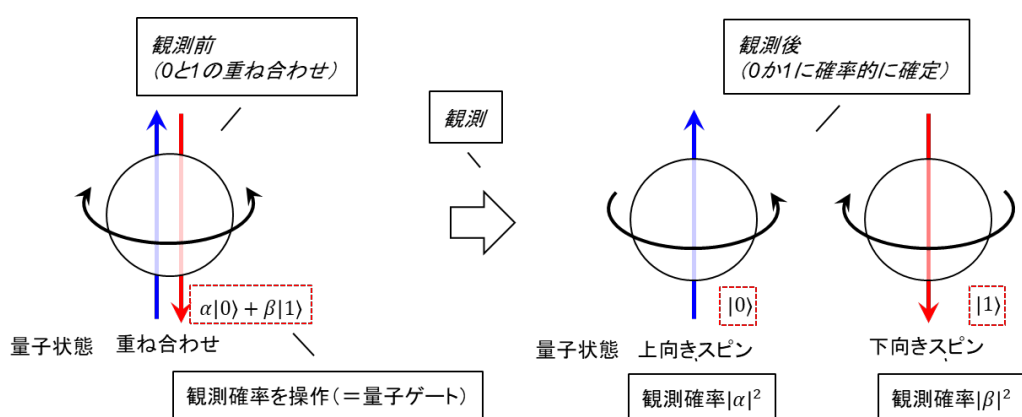 観測前
(0と1の重ね合わせ)
観測
観測後
(0か1に確率的に確定)
α|0⟩ + β|1⟩
|0⟩
|1⟩
量子状態 重ね合わせ
量子状態 上向きスピン
下向きスピン
観測確率を操作(=量子ゲート)
観測確率|α|²
観測確率|β|²